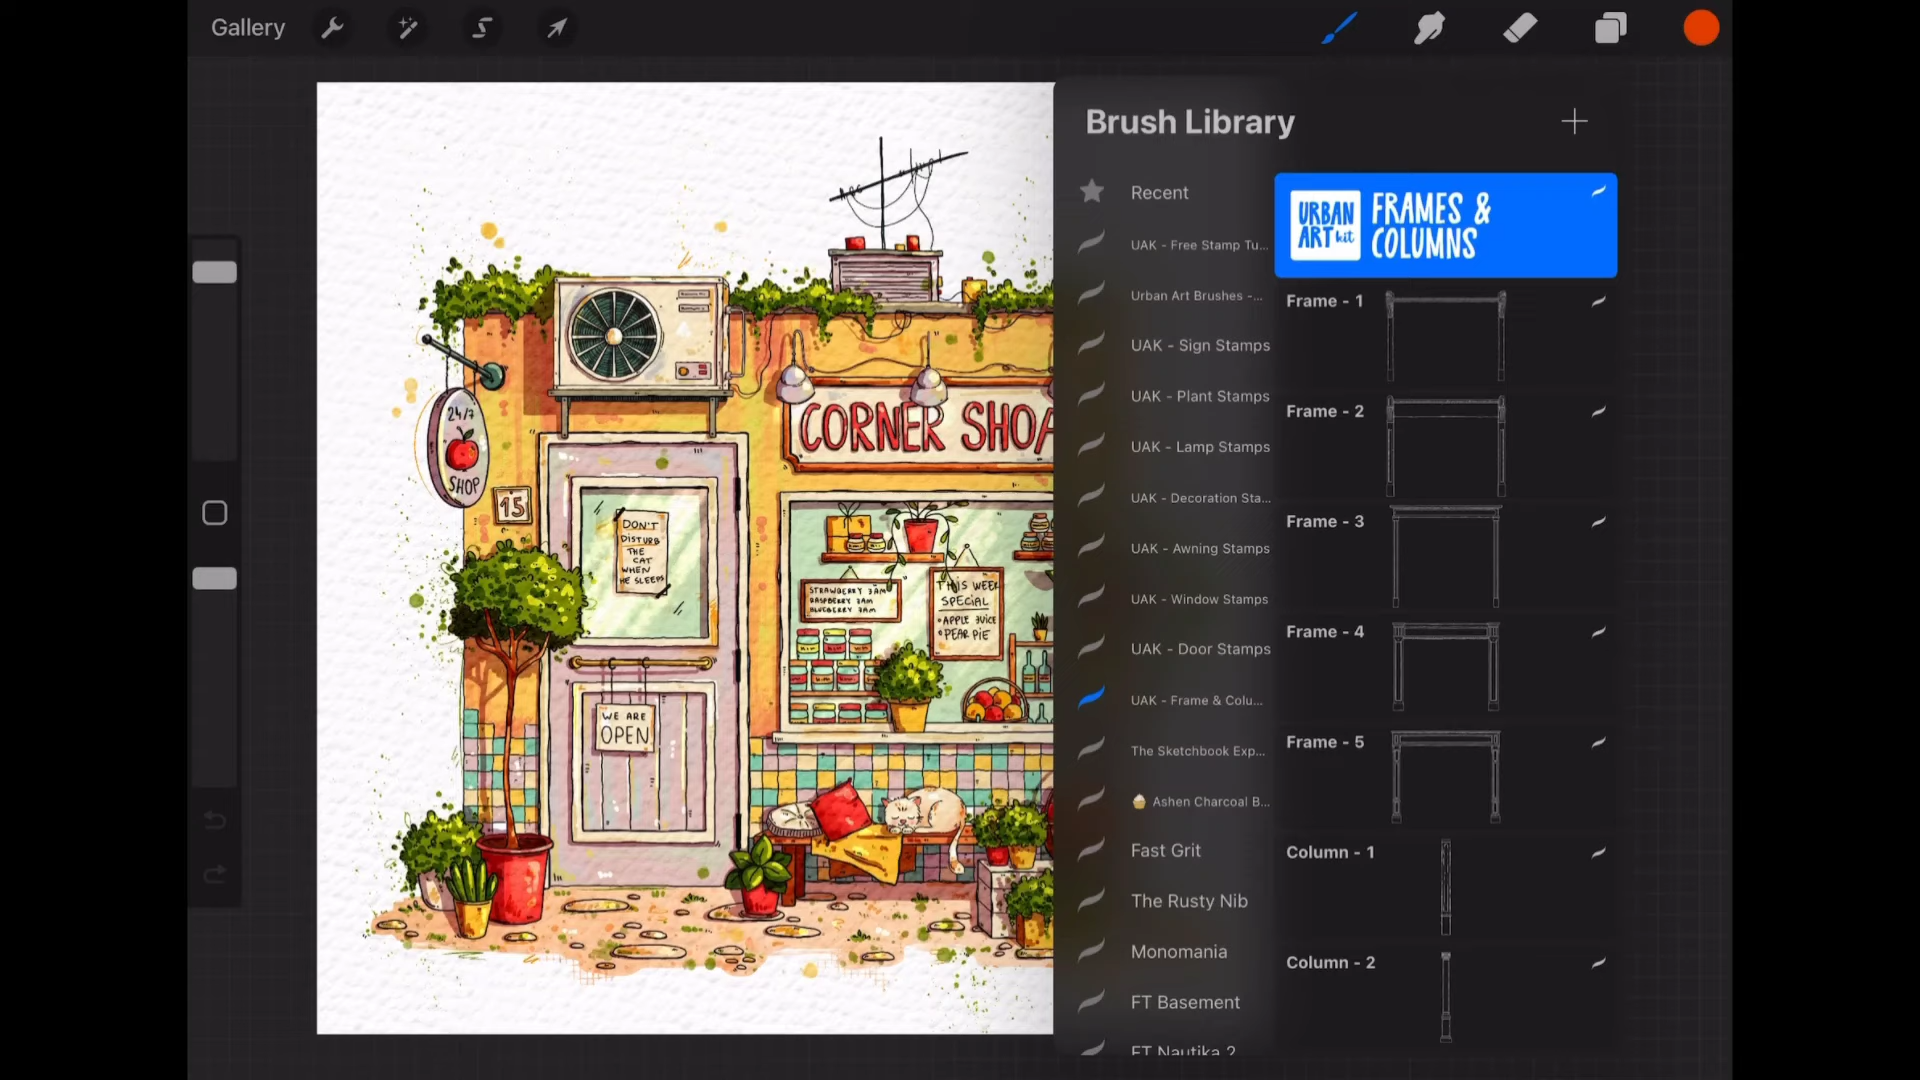 Gallery
24/7
SHOP
15
DON'T
DISTURB
THE
CAT
WHEN
HE SLEEPS
WE ARE
OPEN
CORNER SHO
STRAWBERRY JAM
RASPBERRY JAM
BLUEBERRY JAM
THIS WEEK
SPECIAL
•APPLE JUICE
•PEAR PIE
Brush Library
Recent
UAK - Free Stamp Tu...
Urban Art Brushes -...
UAK - Sign Stamps
UAK - Plant Stamps
UAK - Lamp Stamps
UAK - Decoration Sta...
UAK - Awning Stamps
UAK - Window Stamps
UAK - Door Stamps
UAK - Frame & Colu...
The Sketchbook Exp...
Ashen Charcoal B...
Fast Grit
The Rusty Nib
Monomania
FT Basement
FT Nautika 2
URBAN
ART kit
FRAMES &
COLUMNS
Frame - 1
Frame - 2
Frame - 3
Frame - 4
Frame - 5
Column - 1
Column - 2